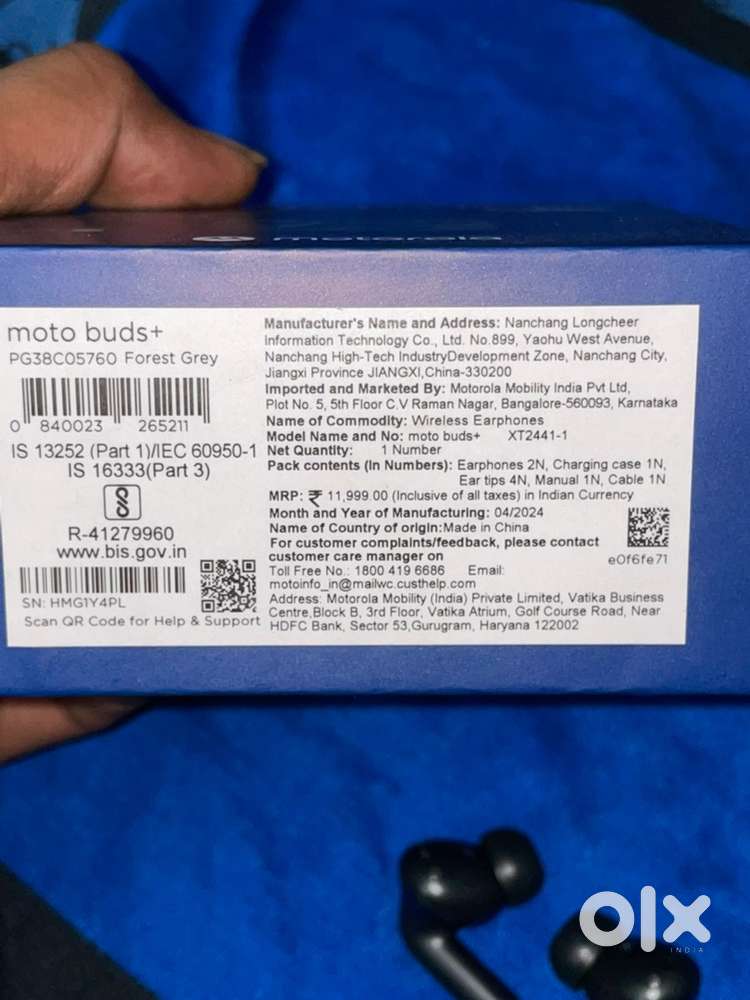 motorola
moto buds+
PG38C05760 Forest Grey
0 840023 265211
IS 13252 (Part 1)/IEC 60950-1
IS 16333(Part 3)
R-41279960
www.bis.gov.in
SN: HMG1Y4PL
Scan QR Code for Help & Support
Manufacturer's Name and Address: Nanchang Longcheer
Information Technology Co., Ltd. No.899, Yaohu West Avenue,
Nanchang High-Tech IndustryDevelopment Zone, Nanchang City,
Jiangxi Province JIANGXI,China-330200
Imported and Marketed By: Motorola Mobility India Pvt Ltd,
Plot No. 5, 5th Floor C.V Raman Nagar, Bangalore-560093, Karnataka
Name of Commodity: Wireless Earphones
Model Name and No: moto buds+ XT2441-1
Net Quantity: 1 Number
Pack contents (In Numbers): Earphones 2N, Charging case 1N,
Ear tips 4N, Manual 1N, Cable 1N
MRP: ₹ 11,999.00 (Inclusive of all taxes) in Indian Currency
Month and Year of Manufacturing: 04/2024
Name of Country of origin:Made in China
For customer complaints/feedback, please contact
customer care manager on
Toll Free No.: 1800 419 6686 Email:
motoinfo_in@mailwc.custhelp.com
Address: Motorola Mobility (India) Private Limited, Vatika Business
Centre,Block B, 3rd Floor, Vatika Atrium, Golf Course Road, Near
HDFC Bank, Sector 53,Gurugram, Haryana 122002
e0f6fe71
olx
INDIA